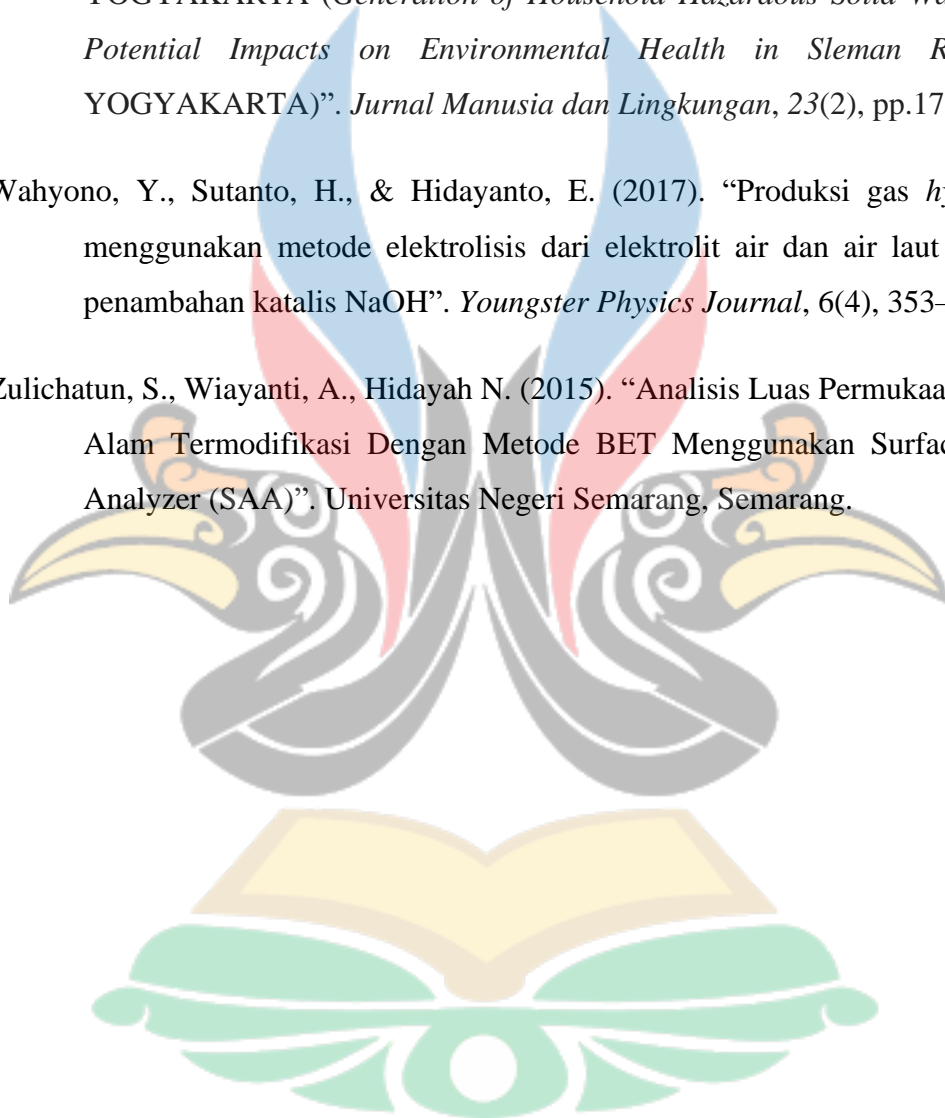 YOGYAKARTA (Generation of Household Hazardous Solid
Potential Impacts on Environmental Health in Sleman
YOGYAKARTA)”. Jurnal Manusia dan Lingkungan, 23(2), pp.17
Wahyono, Y., Sutanto, H., & Hidayanto, E. (2017). “Produksi gas
menggunakan metode elektrolisis dari elektrolit air dan air laut
penambahan katalis NaOH”. Youngster Physics Journal, 6(4), 353–
Zulichatun, S., Wiayanti, A., Hidayah N. (2015). “Analisis Luas Permukaa
Alam Termodifikasi Dengan Metode BET Menggunakan Surfac
Analyzer (SAA)”. Universitas Negeri Semarang, Semarang.